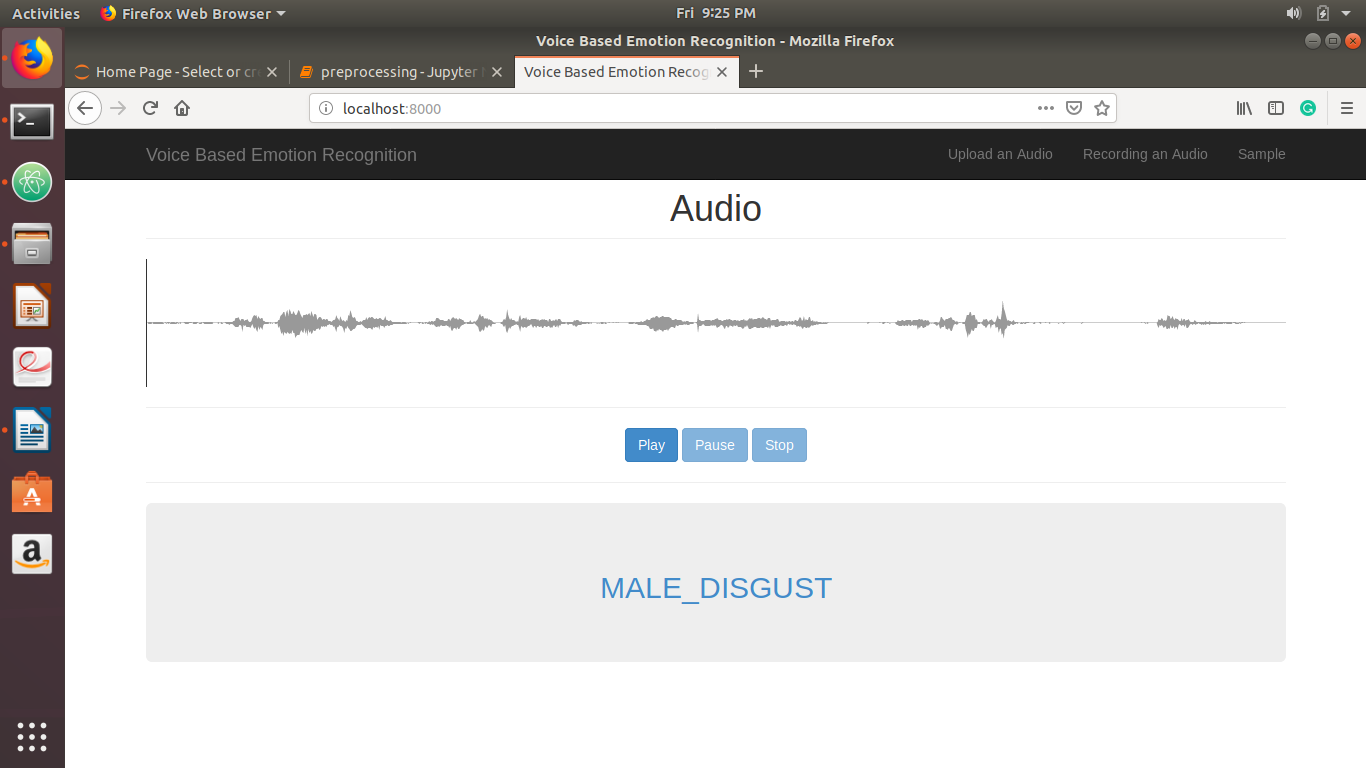 Activities Firefox Web Browser Fri 9:25 PM
Voice Based Emotion Recognition - Mozilla Firefox
Home Page - Select or cre preprocessing - Jupyter Voice Based Emotion Recog
localhost:8000
Voice Based Emotion Recognition Upload an Audio Recording an Audio Sample
Audio
Play Pause Stop
MALE_DISGUST